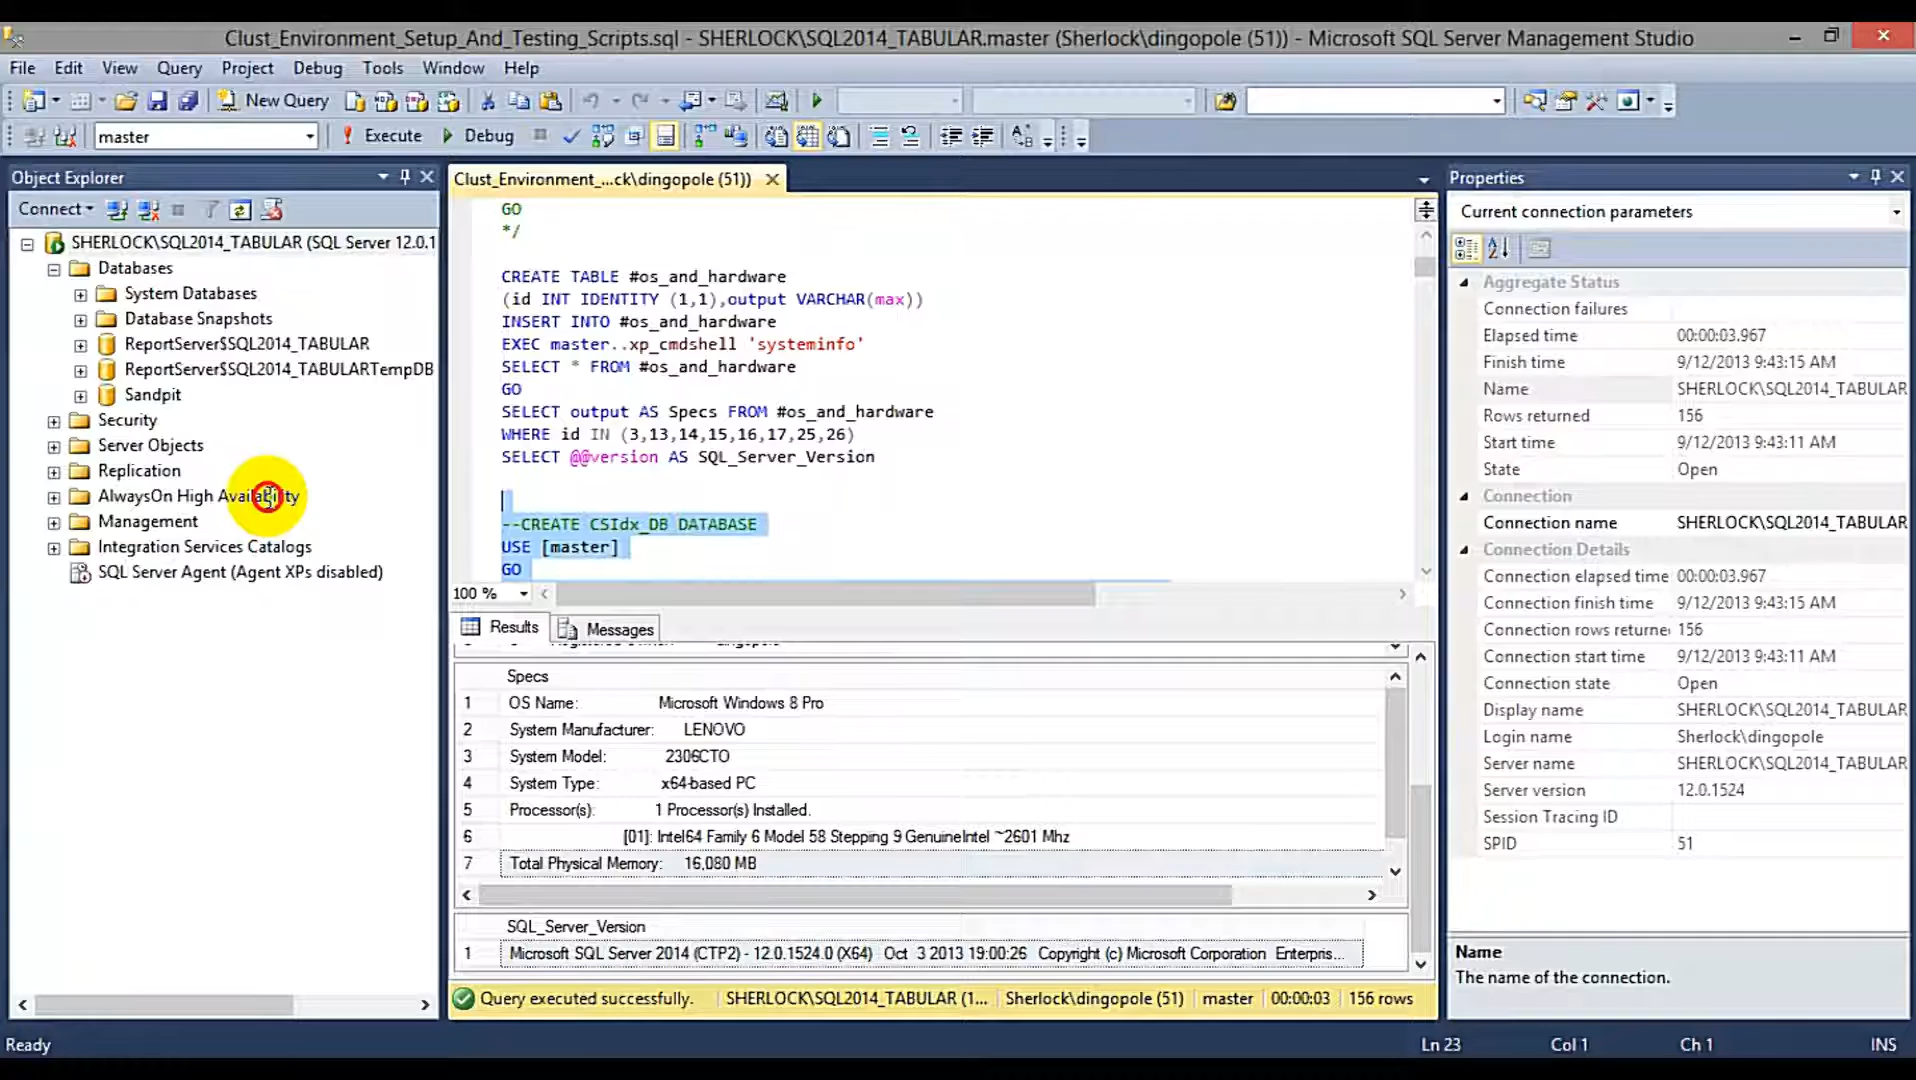 Clust_Environment_Setup_And_Testing_Scripts.sql - SHERLOCK\SQL2014_TABULAR.master (Sherlock\dingopole (51)) - Microsoft SQL Server Management Studio
File Edit View Query Project Debug Tools Window Help
New Query
master Execute Debug
Object Explorer
Connect
SHERLOCK\SQL2014_TABULAR (SQL Server 12.0.1
Databases
System Databases
Database Snapshots
ReportServer$SQL2014_TABULAR
ReportServer$SQL2014_TABULARTempDB
Sandpit
Security
Server Objects
Replication
AlwaysOn High Availability
Management
Integration Services Catalogs
SQL Server Agent (Agent XPs disabled)
Clust_Environment_...ck\dingopole (51))
GO
*/
CREATE TABLE #os_and_hardware
(id INT IDENTITY (1,1),output VARCHAR(max))
INSERT INTO #os_and_hardware
EXEC master..xp_cmdshell 'systeminfo'
SELECT * FROM #os_and_hardware
GO
SELECT output AS Specs FROM #os_and_hardware
WHERE id IN (3,13,14,15,16,17,25,26)
SELECT @@version AS SQL_Server_Version
--CREATE CSIdx_DB DATABASE
USE [master]
GO
100 %
Results Messages
Specs
1 OS Name: Microsoft Windows 8 Pro
2 System Manufacturer: LENOVO
3 System Model: 2306CTO
4 System Type: x64-based PC
5 Processor(s): 1 Processor(s) Installed.
6 [01]: Intel64 Family 6 Model 58 Stepping 9 GenuineIntel ~2601 Mhz
7 Total Physical Memory: 16,080 MB
SQL_Server_Version
1 Microsoft SQL Server 2014 (CTP2) - 12.0.1524.0 (X64) Oct 3 2013 19:00:26 Copyright (c) Microsoft Corporation Enterpris...
Query executed successfully. SHERLOCK\SQL2014_TABULAR (1... Sherlock\dingopole (51) master 00:00:03 156 rows
Properties
Current connection parameters
Aggregate Status
Connection failures
Elapsed time 00:00:03.967
Finish time 9/12/2013 9:43:15 AM
Name SHERLOCK\SQL2014_TABULAR
Rows returned 156
Start time 9/12/2013 9:43:11 AM
State Open
Connection
Connection name SHERLOCK\SQL2014_TABULAR
Connection Details
Connection elapsed time 00:00:03.967
Connection finish time 9/12/2013 9:43:15 AM
Connection rows returne 156
Connection start time 9/12/2013 9:43:11 AM
Connection state Open
Display name SHERLOCK\SQL2014_TABULAR
Login name Sherlock\dingopole
Server name SHERLOCK\SQL2014_TABULAR
Server version 12.0.1524
Session Tracing ID
SPID 51
Name
The name of the connection.
Ready Ln 23 Col 1 Ch 1 INS